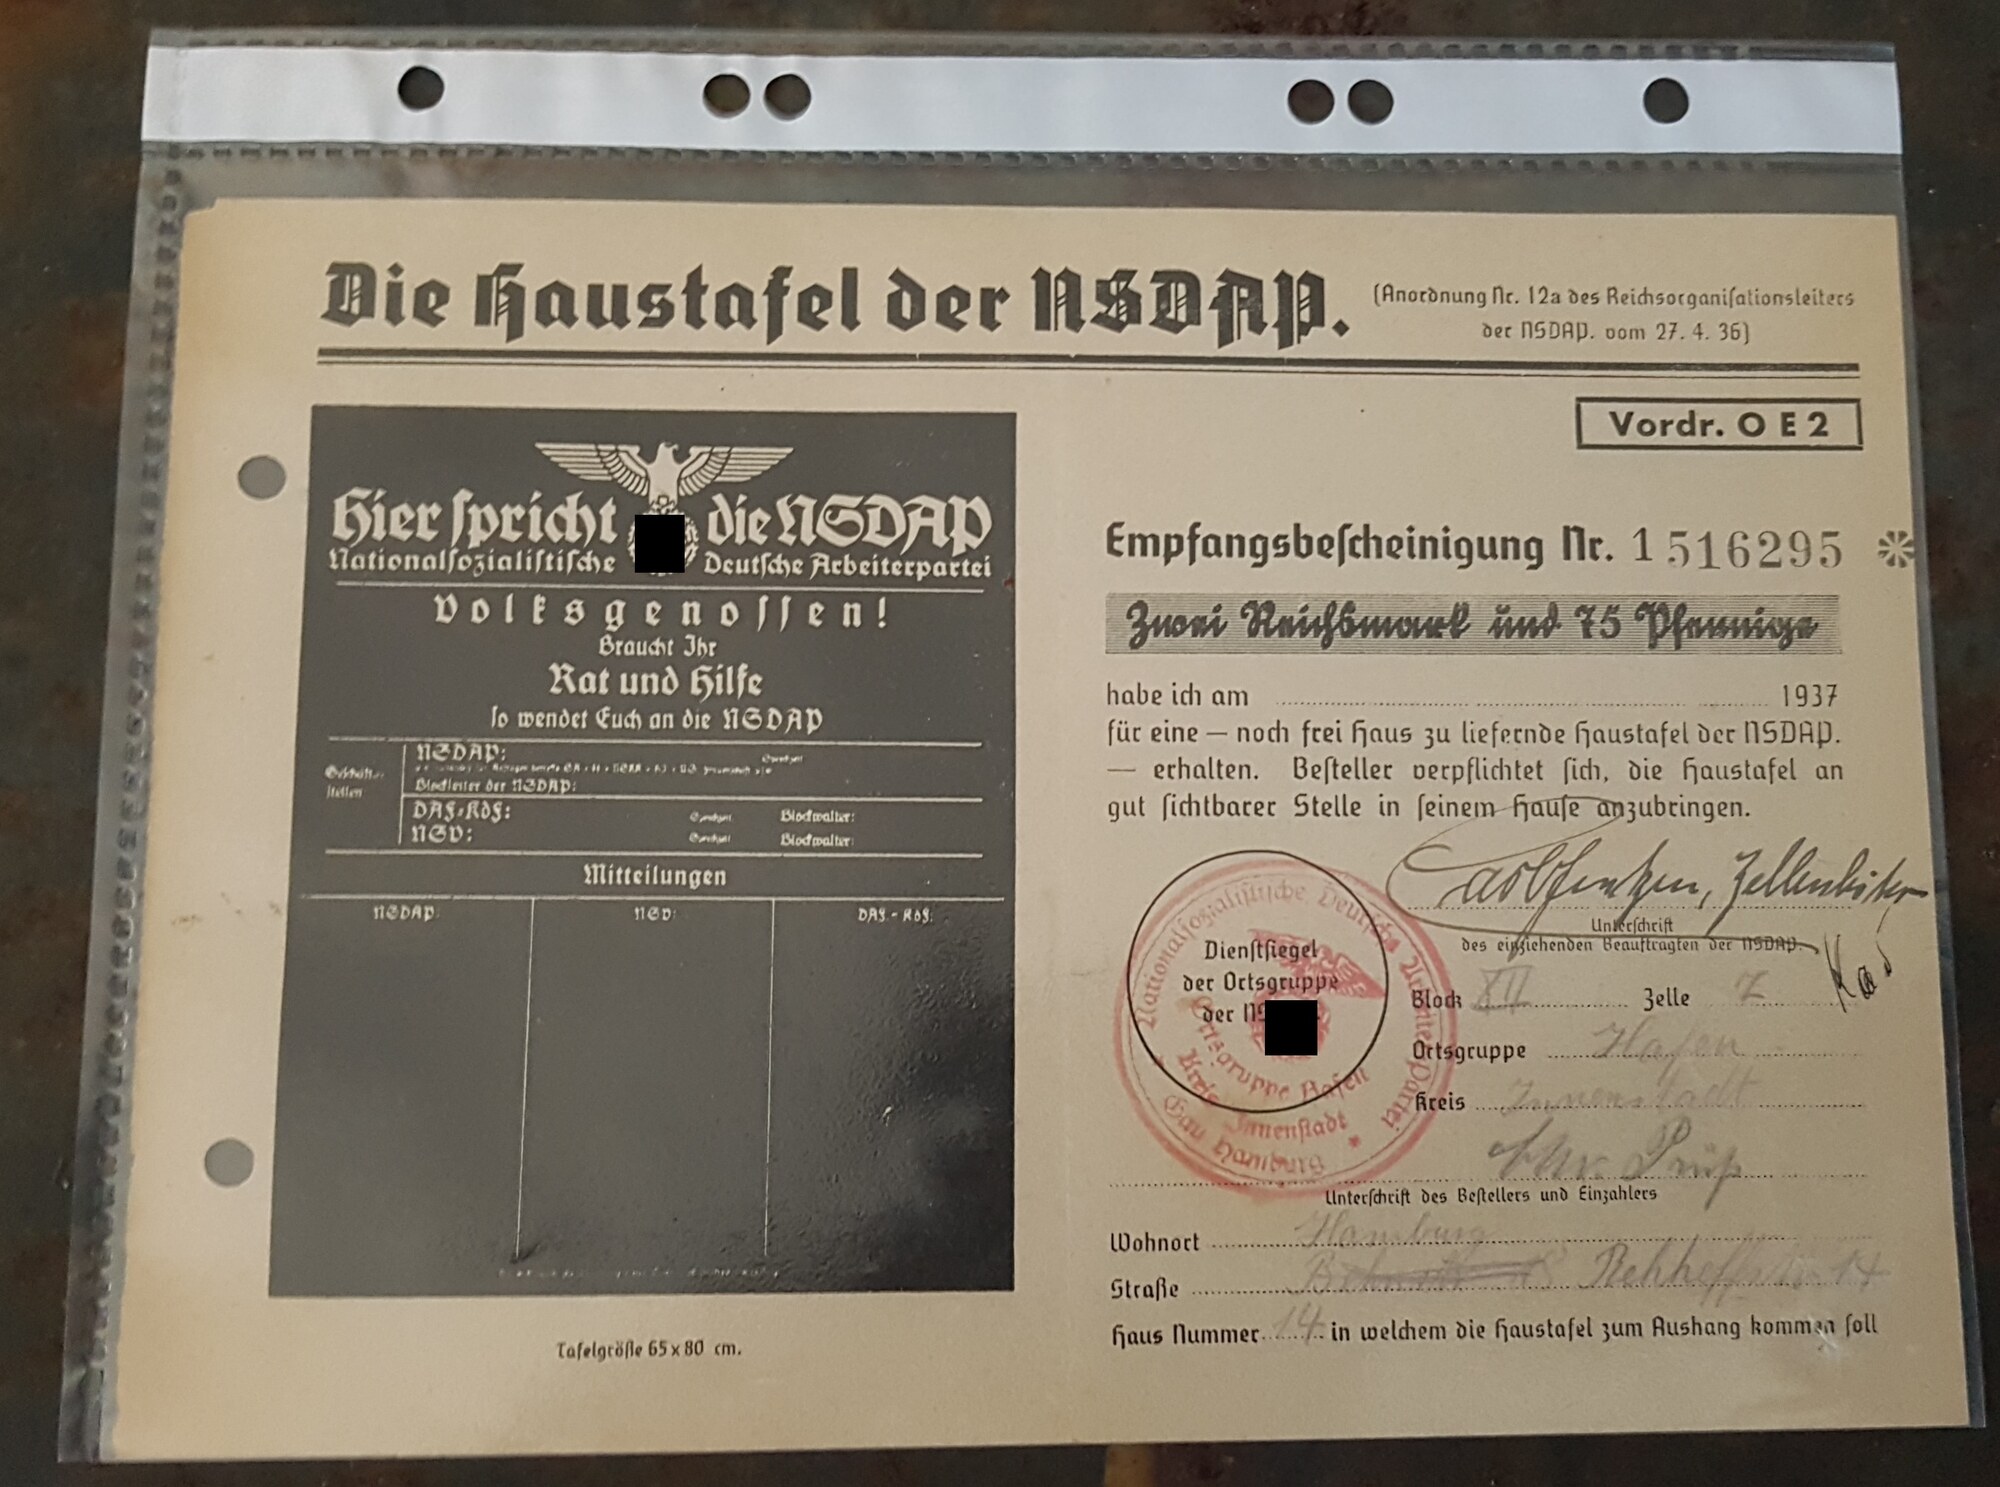 Die Haustafel der NSDAP.
(Anordnung Nr. 12a des Reichsorganisationsleiters
der NSDAP. vom 27. 4. 36)
Vordr. O E 2
Hier spricht die NSDAP
Nationalsozialistische Deutsche Arbeiterpartei
Volksgenossen!
Braucht Ihr
Rat und Hilfe
so wendet Euch an die NSDAP
Geschäfts-
stellen
NSDAP:
Blockleiter der NSDAP:
DAF-KdF: Blockwalter:
NSV: Blockwalter:
Mitteilungen
NSDAP. NSV: DAF.-KdF.
Tafelgröße 65 x 80 cm.
Empfangsbescheinigung Nr. 1516295
Zwei Reichsmark und 75 Pfennige
habe ich am 1937
für eine — noch frei Haus zu liefernde Haustafel der NSDAP.
— erhalten. Besteller verpflichtet sich, die Haustafel an
gut sichtbarer Stelle in seinem Hause anzubringen.
Zellenleiter
Unterschrift
des einziehenden Beauftragten der NSDAP.
Dienstsiegel
der Ortsgruppe
der
Nationalsozialistische Deutsche Arbeiterpartei
Ortsgruppe Hafen
Kreis Innenstadt
Gau Hamburg
Block XII Zelle 7
Ortsgruppe Hafen
Kreis Innenstadt
Unterschrift des Bestellers und Einzahlers
Wohnort Hamburg
Straße
Haus Nummer 14 in welchem die Haustafel zum Aushang kommen soll